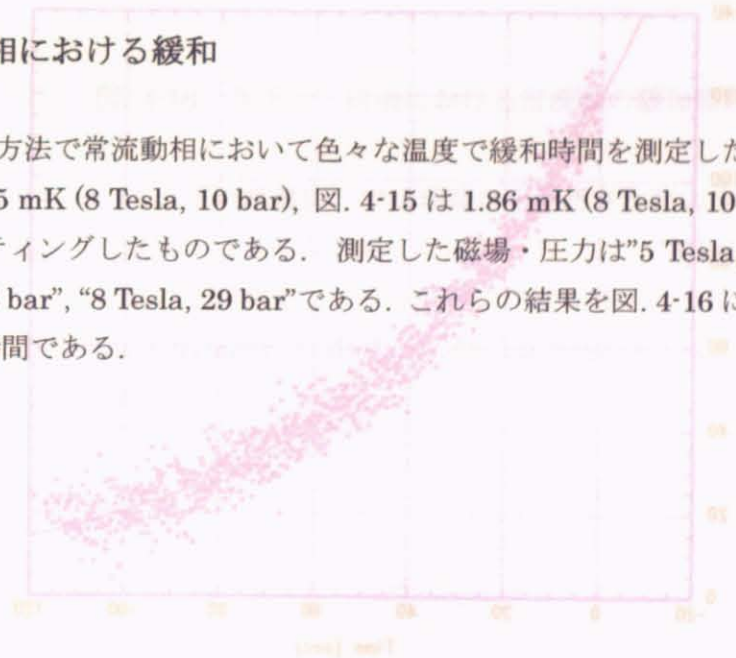 相における緩和
方法で常流動相において色々な温度で緩和時間を測定した
5 mK (8 Tesla, 10 bar), 図. 4-15 は 1.86 mK (8 Tesla, 10
ティングしたものである. 測定した磁場・圧力は”5 Tesla
bar”, “8 Tesla, 29 bar”である. これらの結果を図. 4-16 に
間である.